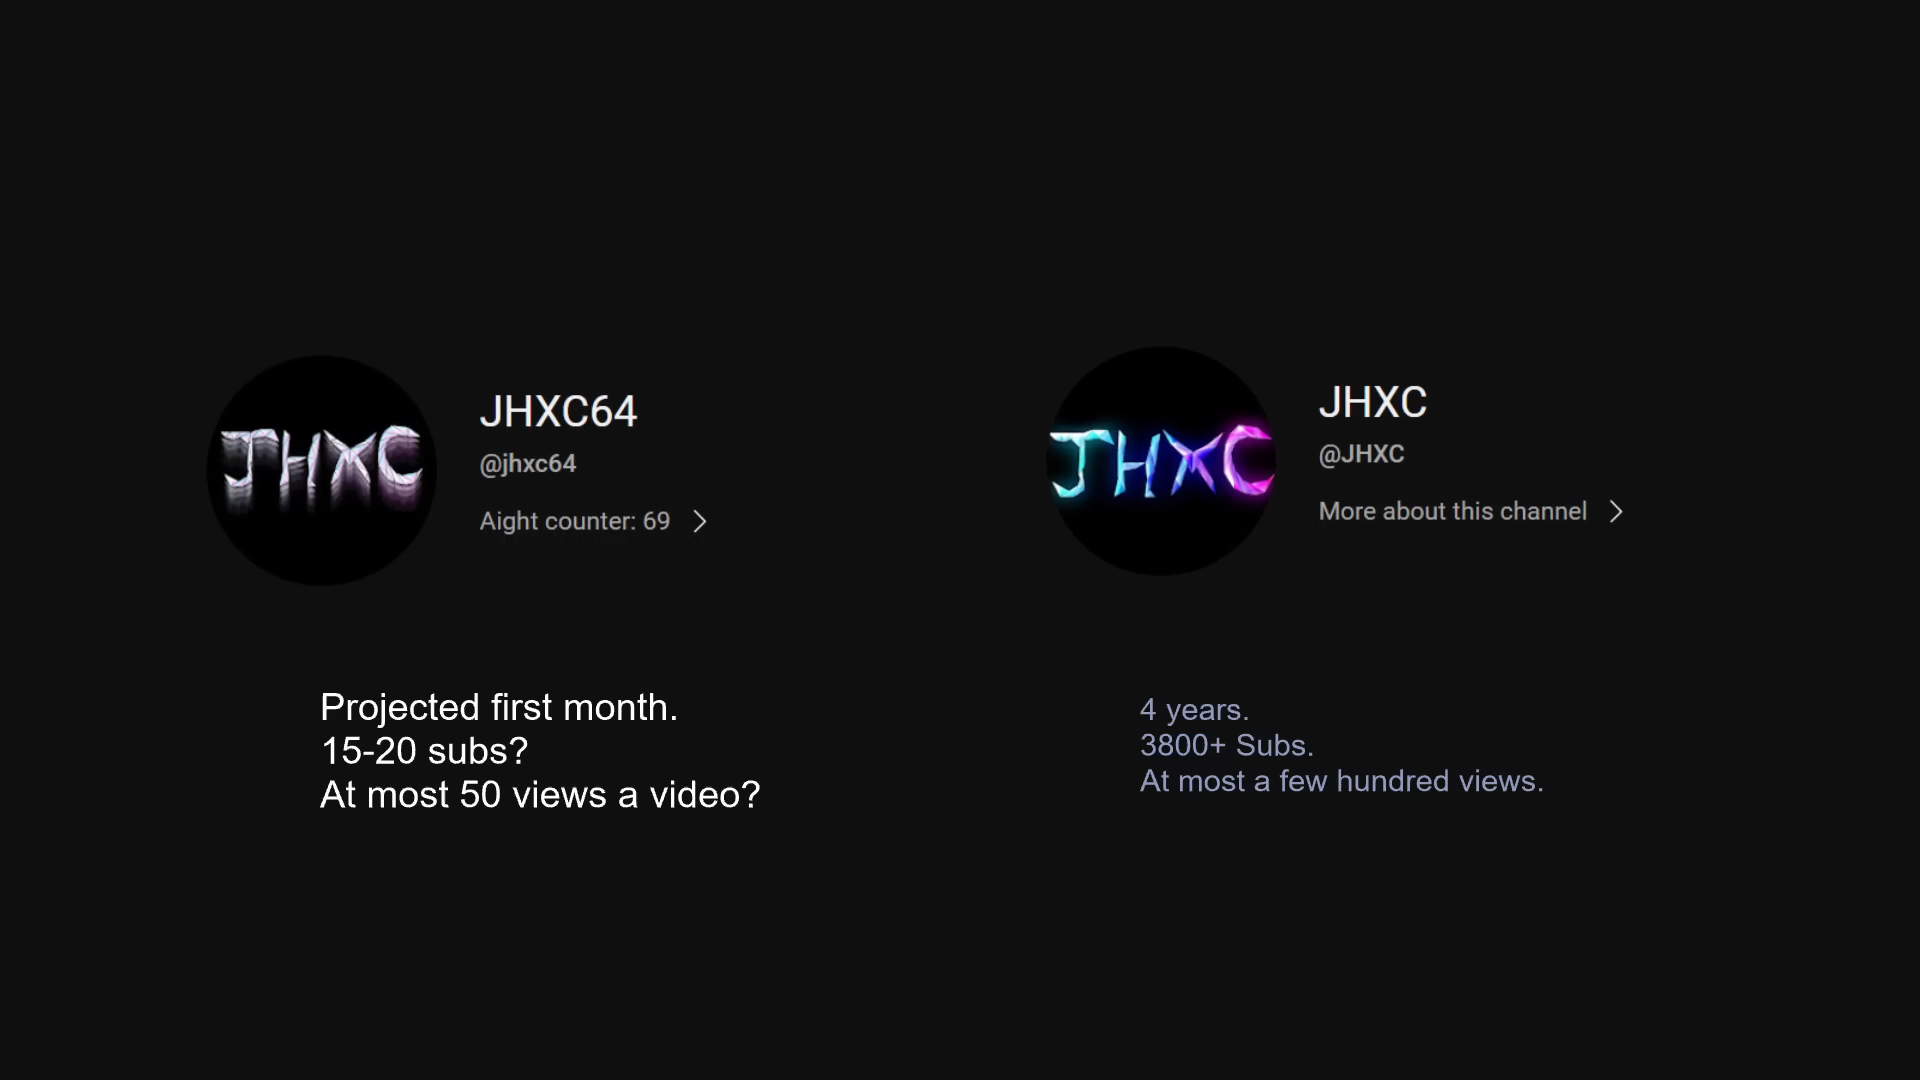 JHXC
JHXC64
@jhxc64
Aight counter: 69
Projected first month.
15-20 subs?
At most 50 views a video?
JHXC
JHXC
@JHXC
More about this channel
4 years.
3800+ Subs.
At most a few hundred views.